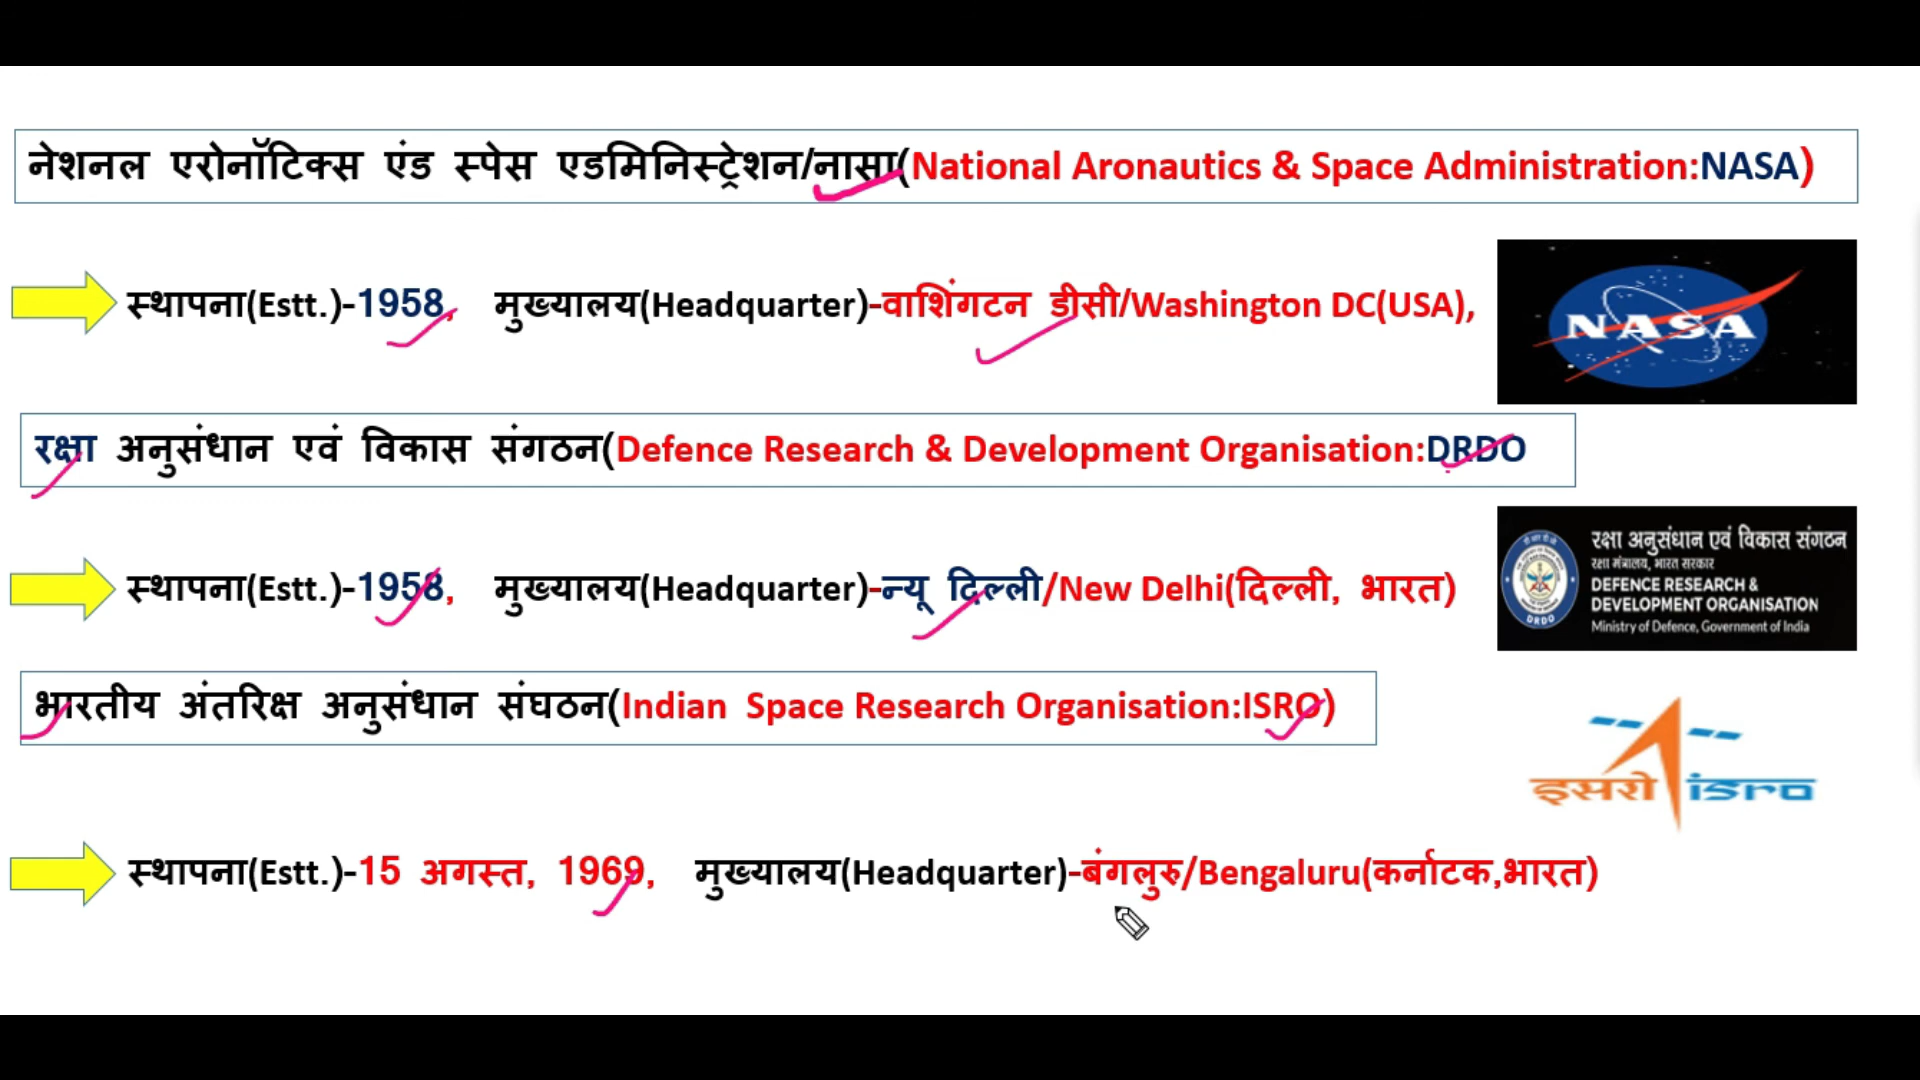 नेशनल एरोनॉटिक्स एंड स्पेस एडमिनिस्ट्रेशन/नासा(National Aronautics & Space Administration:NASA)
स्थापना(Estt.)-1958, मुख्यालय(Headquarter)-वाशिंगटन डीसी/Washington DC(USA),
NASA
रक्षा अनुसंधान एवं विकास संगठन(Defence Research & Development Organisation:DRDO
स्थापना(Estt.)-1958, मुख्यालय(Headquarter)-न्यू दिल्ली/New Delhi(दिल्ली, भारत)
रक्षा अनुसंधान एवं विकास संगठन
रक्षा मंत्रालय, भारत सरकार
DEFENCE RESEARCH &
DEVELOPMENT ORGANISATION
Ministry of Defence, Government of India
DRDO
भारतीय अंतरिक्ष अनुसंधान संघठन(Indian Space Research Organisation:ISRO)
इसरो isro
स्थापना(Estt.)-15 अगस्त, 1969, मुख्यालय(Headquarter)-बंगलुरु/Bengaluru(कर्नाटक,भारत)